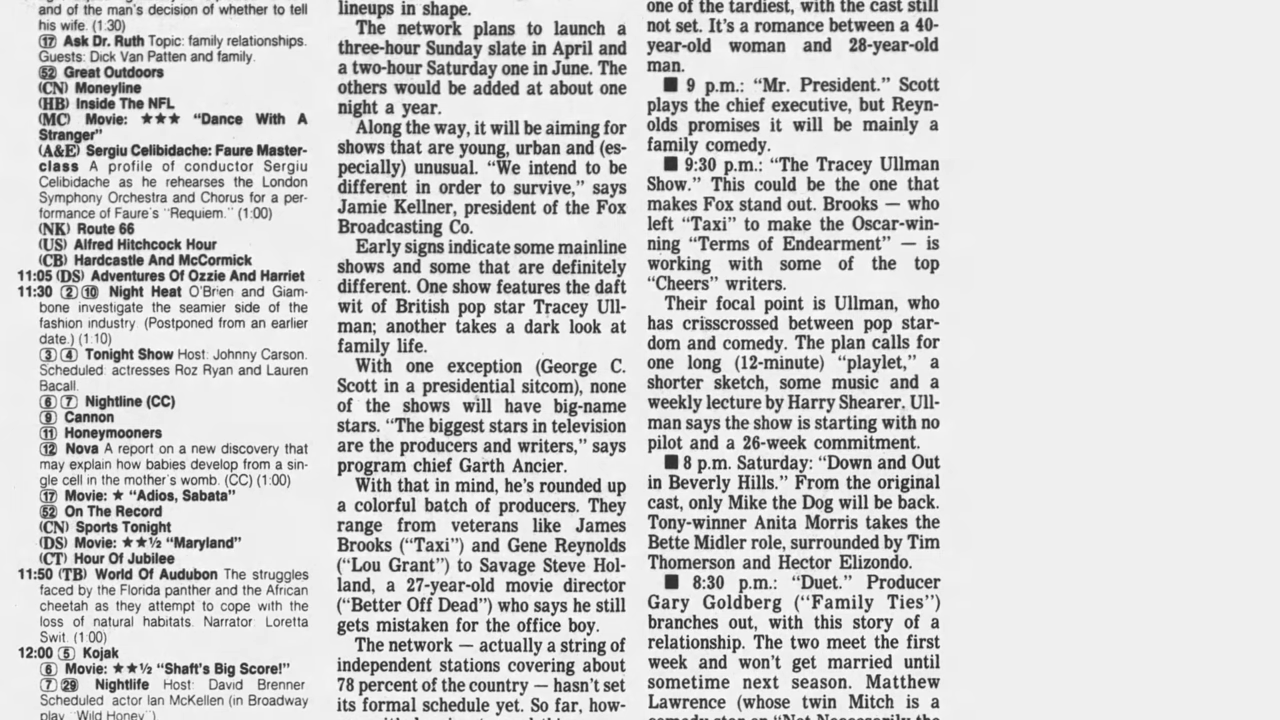 and of the man's decision of whether to tell
his wife. (1:30)
17 Ask Dr. Ruth Topic: family relationships.
Guests: Dick Van Patten and family.
52 Great Outdoors
(CN) Moneyline
(HB) Inside The NFL
(MC) Movie: ★★★ "Dance With A
Stranger"
(A&E) Sergiu Celibidache: Faure Master-
class A profile of conductor Sergiu
Celibidache as he rehearses the London
Symphony Orchestra and Chorus for a per-
formance of Faure's "Requiem." (1:00)
(NK) Route 66
(US) Alfred Hitchcock Hour
(CB) Hardcastle And McCormick
11:05 (DS) Adventures Of Ozzie And Harriet
11:30 2 10 Night Heat O'Brien and Giam-
bone investigate the seamier side of the
fashion industry. (Postponed from an earlier
date.) (1:10)
3 4 Tonight Show Host: Johnny Carson.
Scheduled: actresses Roz Ryan and Lauren
Bacall.
6 7 Nightline (CC)
9 Cannon
11 Honeymooners
12 Nova A report on a new discovery that
may explain how babies develop from a sin-
gle cell in the mother's womb. (CC) (1:00)
17 Movie: ★ "Adios, Sabata"
52 On The Record
(CN) Sports Tonight
(DS) Movie: ★★½ "Maryland"
(CT) Hour Of Jubilee
11:50 (TB) World Of Audubon The struggles
faced by the Florida panther and the African
cheetah as they attempt to cope with the
loss of natural habitats. Narrator: Loretta
Swit. (1:00)
12:00 5 Kojak
6 Movie: ★★½ "Shaft's Big Score!"
7 29 Nightlife Host: David Brenner.
Scheduled: actor Ian McKellen (in Broadway
play "Wild Honey")
lineups in shape.
The network plans to launch a
three-hour Sunday slate in April and
a two-hour Saturday one in June. The
others would be added at about one
night a year.
Along the way, it will be aiming for
shows that are young, urban and (es-
pecially) unusual. "We intend to be
different in order to survive," says
Jamie Kellner, president of the Fox
Broadcasting Co.
Early signs indicate some mainline
shows and some that are definitely
different. One show features the daft
wit of British pop star Tracey Ull-
man; another takes a dark look at
family life.
With one exception (George C.
Scott in a presidential sitcom), none
of the shows will have big-name
stars. "The biggest stars in television
are the producers and writers," says
program chief Garth Ancier.
With that in mind, he's rounded up
a colorful batch of producers. They
range from veterans like James
Brooks ("Taxi") and Gene Reynolds
("Lou Grant") to Savage Steve Hol-
land, a 27-year-old movie director
("Better Off Dead") who says he still
gets mistaken for the office boy.
The network — actually a string of
independent stations covering about
78 percent of the country — hasn't set
its formal schedule yet. So far, how-
one of the tardiest, with the cast still
not set. It's a romance between a 40-
year-old woman and 28-year-old
man.
■ 9 p.m.: "Mr. President." Scott
plays the chief executive, but Reyn-
olds promises it will be mainly a
family comedy.
■ 9:30 p.m.: "The Tracey Ullman
Show." This could be the one that
makes Fox stand out. Brooks — who
left "Taxi" to make the Oscar-win-
ning "Terms of Endearment" — is
working with some of the top
"Cheers" writers.
Their focal point is Ullman, who
has crisscrossed between pop star-
dom and comedy. The plan calls for
one long (12-minute) "playlet," a
shorter sketch, some music and a
weekly lecture by Harry Shearer. Ull-
man says the show is starting with no
pilot and a 26-week commitment.
■ 8 p.m. Saturday: "Down and Out
in Beverly Hills." From the original
cast, only Mike the Dog will be back.
Tony-winner Anita Morris takes the
Bette Midler role, surrounded by Tim
Thomerson and Hector Elizondo.
■ 8:30 p.m.: "Duet." Producer
Gary Goldberg ("Family Ties")
branches out, with this story of a
relationship. The two meet the first
week and won't get married until
sometime next season. Matthew
Lawrence (whose twin Mitch is a
comedy star on "Not Necessarily the